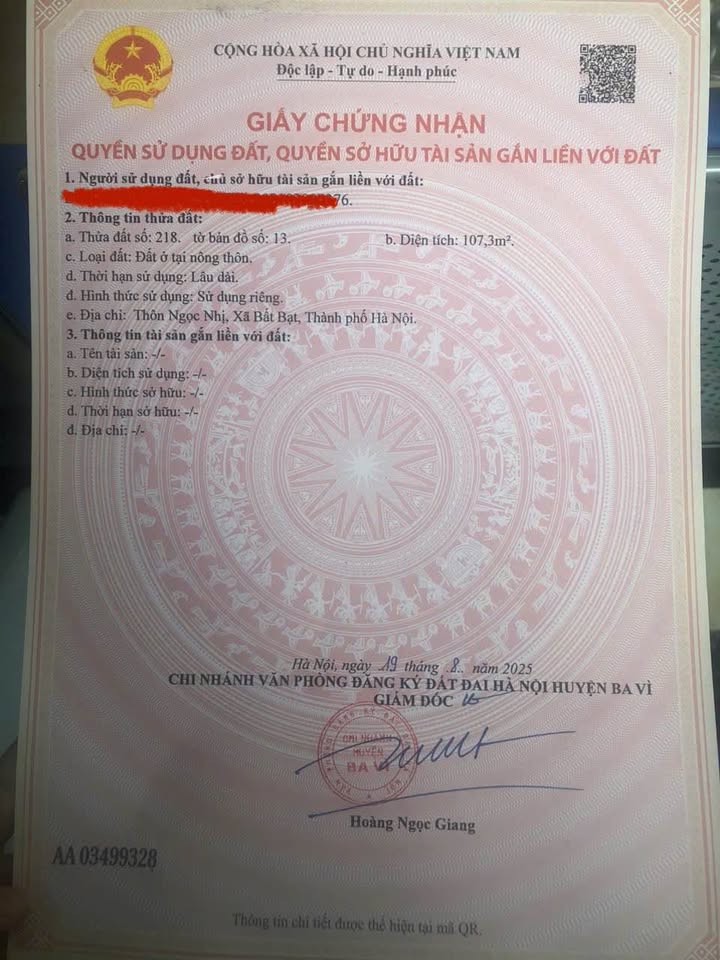 CỘNG HÒA XÃ HỘI CHỦ NGHĨA VIỆT NAM
Độc lập - Tự do - Hạnh phúc
GIẤY CHỨNG NHẬN
QUYỀN SỬ DỤNG ĐẤT, QUYỀN SỞ HỮU TÀI SẢN GẮN LIỀN VỚI ĐẤT
1. Người sử dụng đất, chủ sở hữu tài sản gắn liền với đất:
76.
2. Thông tin thửa đất:
a. Thửa đất số: 218. tờ bản đồ số: 13. b. Diện tích: 107,3m².
c. Loại đất: Đất ở tại nông thôn.
d. Thời hạn sử dụng: Lâu dài.
đ. Hình thức sử dụng: Sử dụng riêng.
e. Địa chỉ: Thôn Ngọc Nhị, Xã Bất Bạt, Thành phố Hà Nội.
3. Thông tin tài sản gắn liền với đất:
a. Tên tài sản: -/-
b. Diện tích sử dụng: -/-
c. Hình thức sở hữu: -/-
d. Thời hạn sở hữu: -/-
đ. Địa chỉ: -/-
Hà Nội, ngày 19 tháng 8.. năm 2025
CHI NHÁNH VĂN PHÒNG ĐĂNG KÝ ĐẤT ĐAI HÀ NỘI HUYỆN BA VÌ
GIÁM ĐỐC
CHI NHÁNH
HUYỆN
BA VÌ
Hoàng Ngọc Giang
AA 03499328
Thông tin chi tiết được thể hiện tại mã QR.